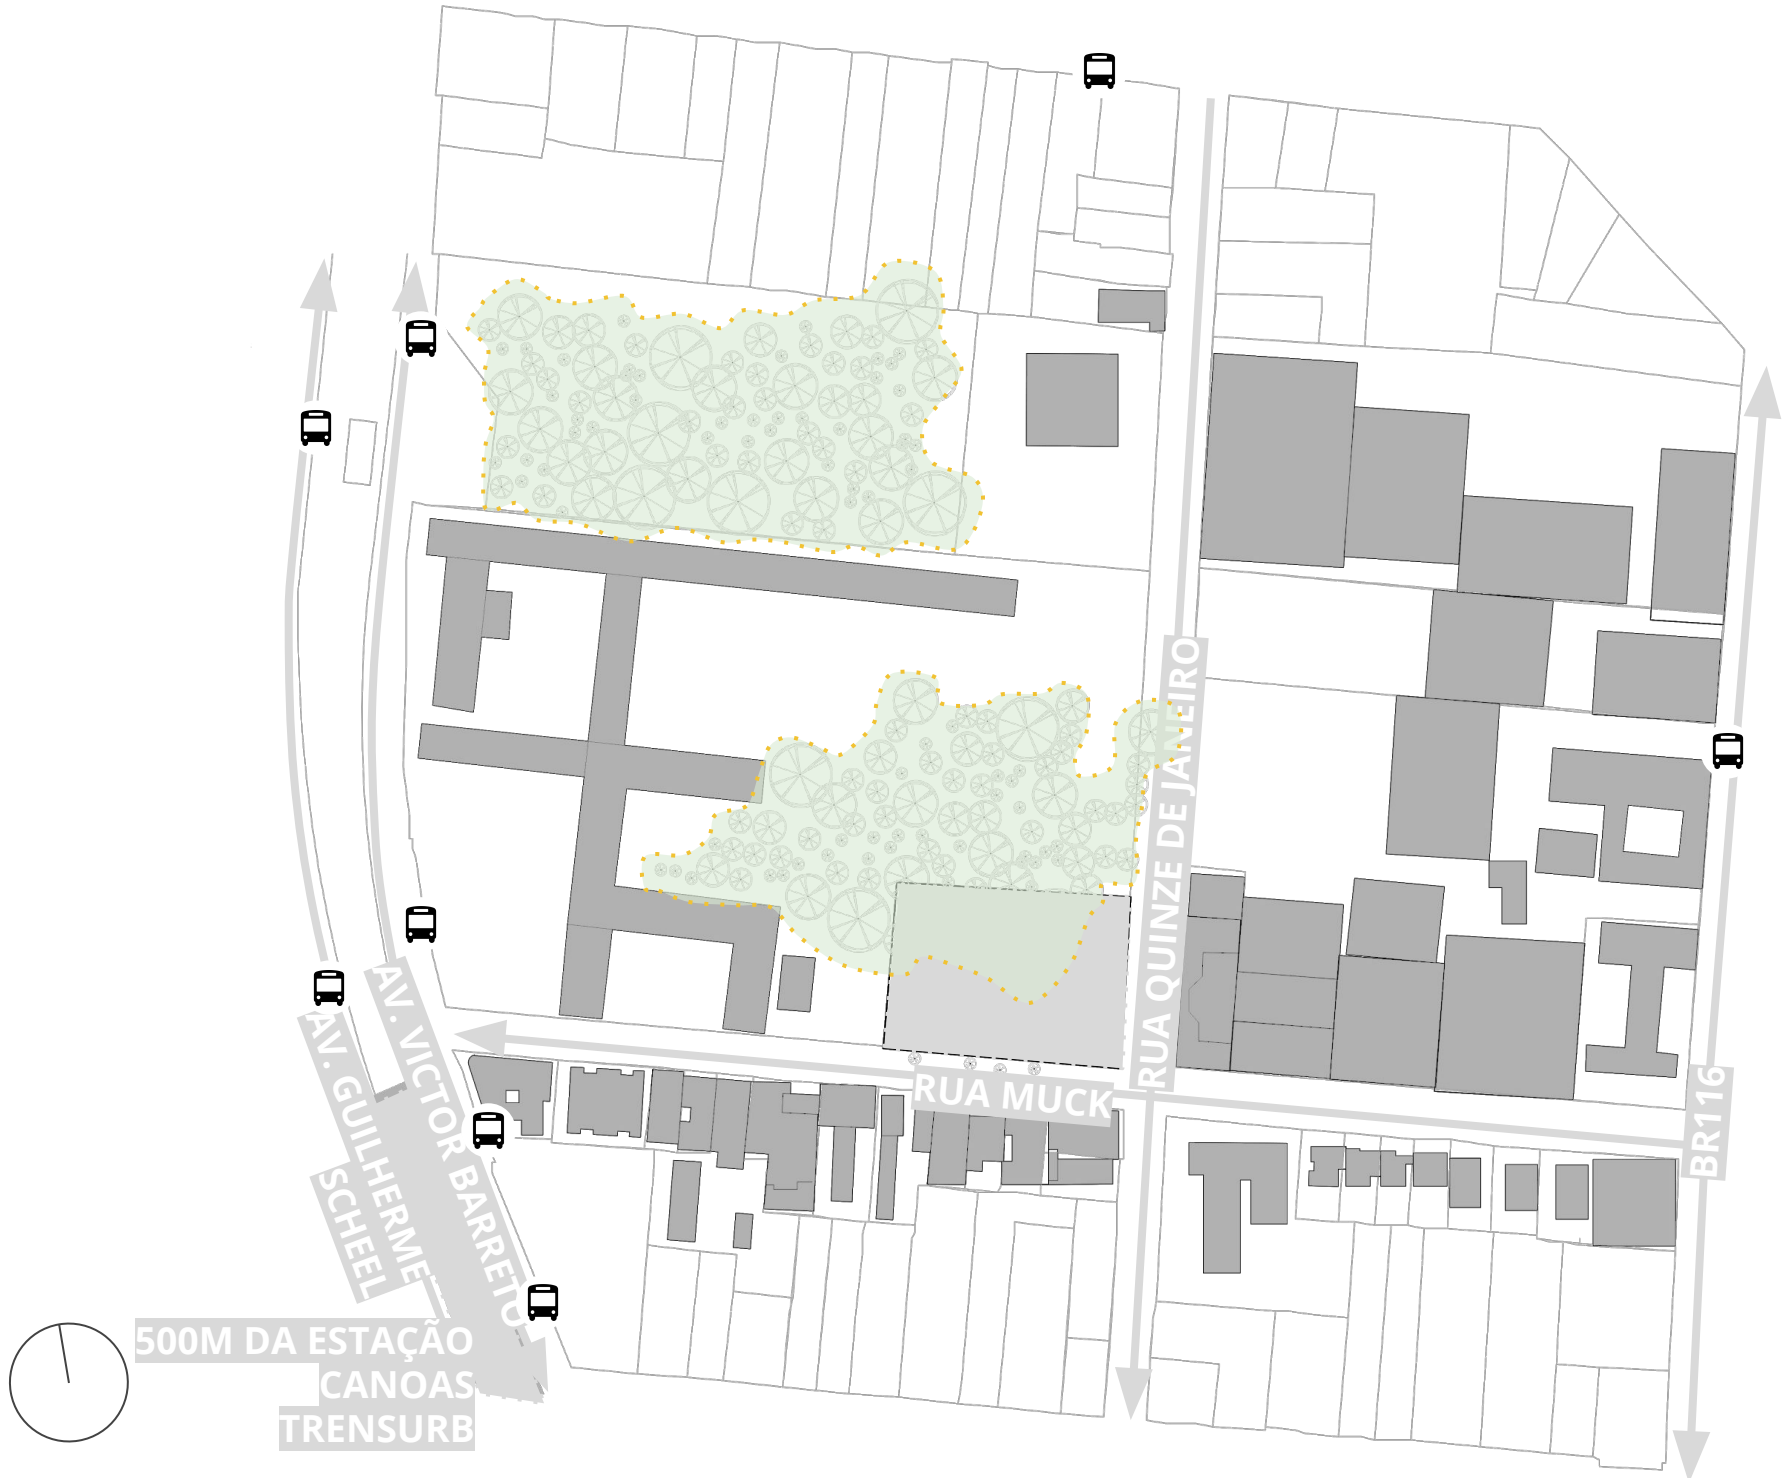 RUA QUINZE DE JANEIRO
AV. VICTOR BARRETO
AV. GUILHERME
SCHEEL
RUA MUCK
BR116
500M DA ESTAÇÃO
CANOAS
TRENSURB